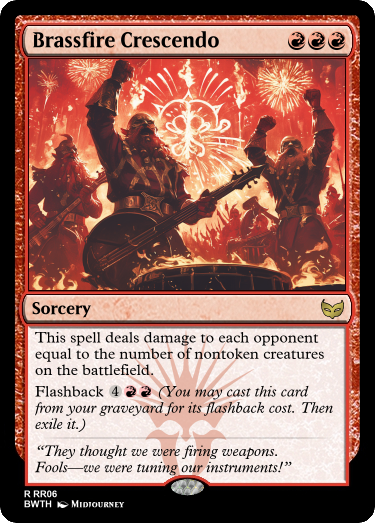 Brassfire Crescendo
Sorcery
This spell deals damage to each opponent
equal to the number of nontoken creatures
on the battlefield.
Flashback 4 (You may cast this card
from your graveyard for its flashback cost. Then
exile it.)
“They thought we were firing weapons.
Fools—we were tuning our instruments!”
R RR06
BWTH Midjourney